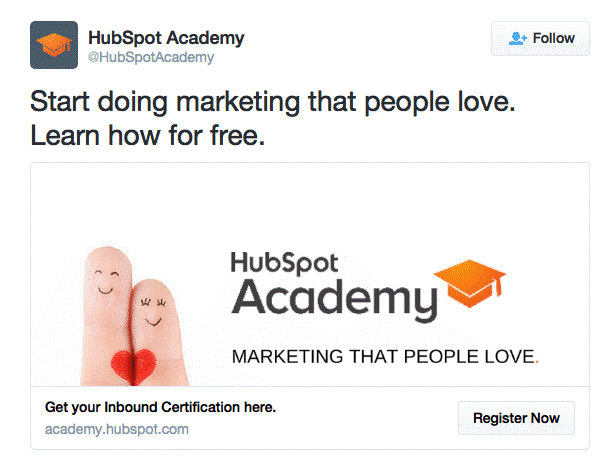 HubSpot Academy
@HubSpotAcademy
Follow
Start doing marketing that people love.
Learn how for free.
HubSpot
Academy
MARKETING THAT PEOPLE LOVE.
Get your Inbound Certification here.
academy.hubspot.com
Register Now